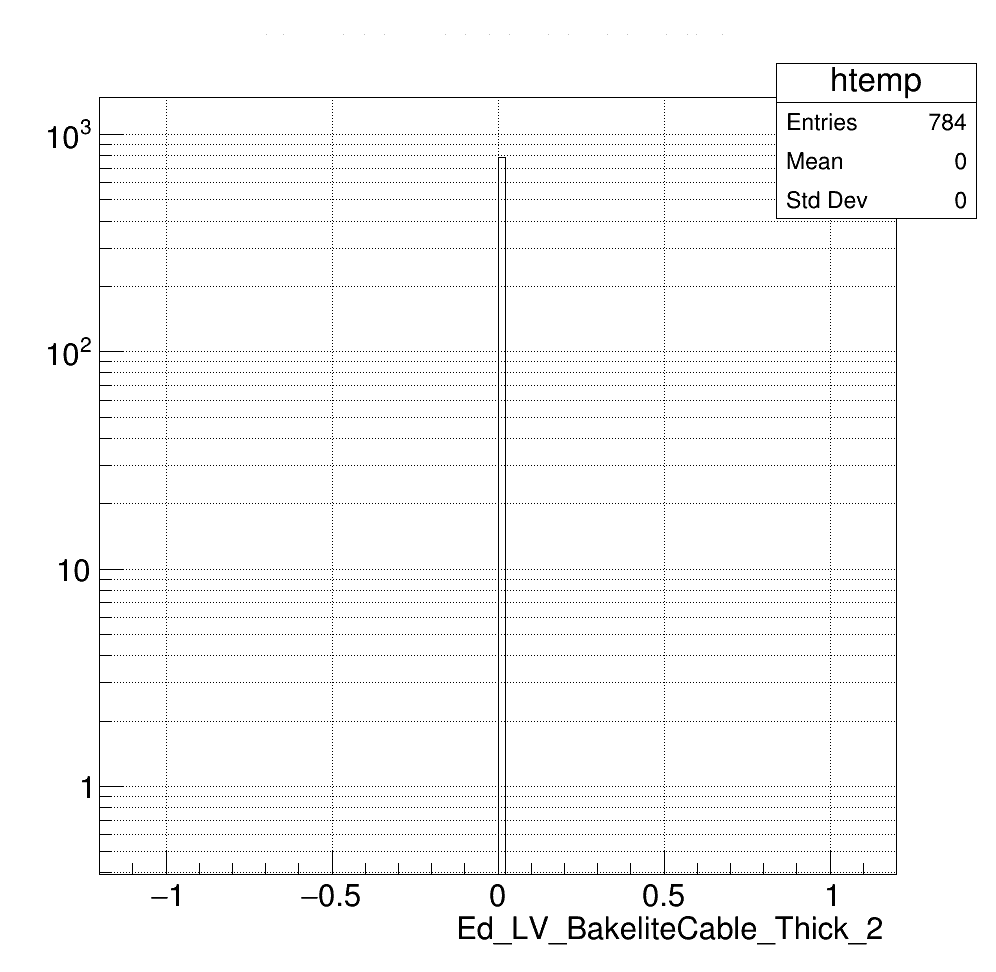 htemp
Entries 784
Mean 0
Std Dev 0
10³
10²
10
1
−1 −0.5 0 0.5 1
Ed_LV_BakeliteCable_Thick_2